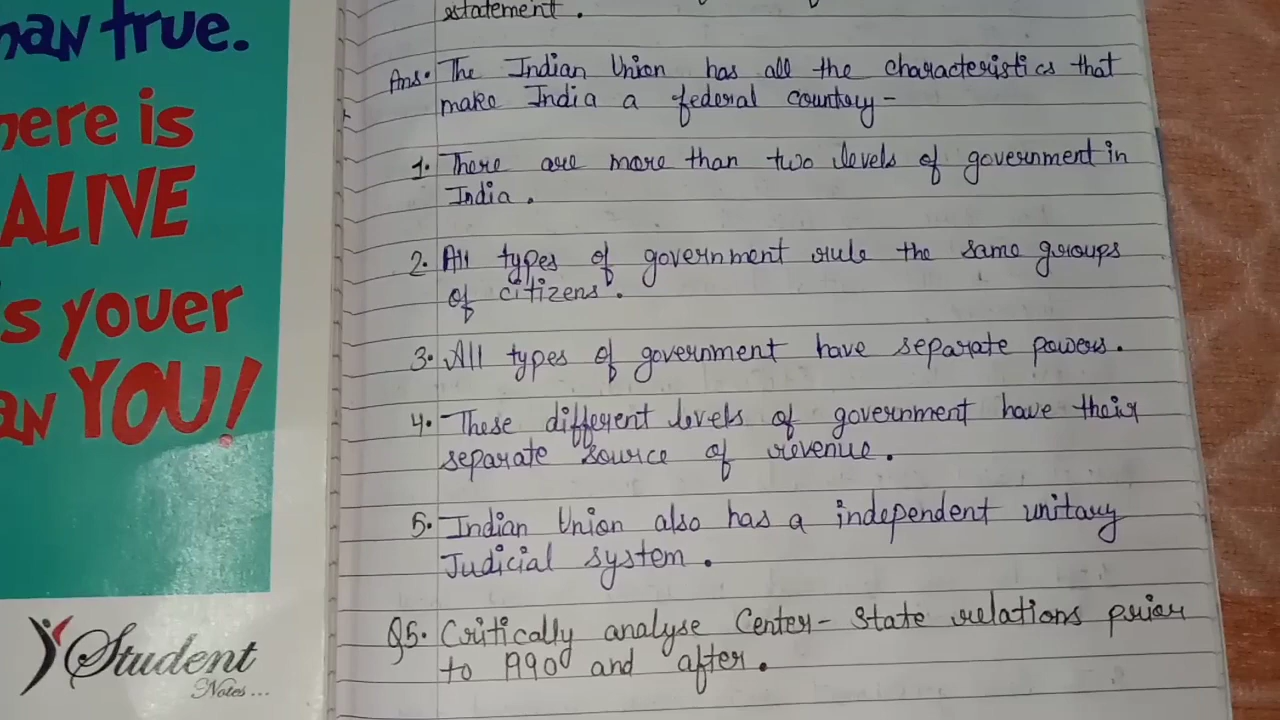 nan true.
here is
ALIVE
s youer
an YOU!
Student
Notes...
statement.
Ans. The Indian Union has all the characteristics that
make India a federal country-
1. There are more than two levels of government in
India.
2. All types of government rule the same groups
of citizens.
3. All types of government have separate powers.
4. These different levels of government have their
separate source of revenue.
5. Indian Union also has a independent unitary
Judicial system.
Q5. Critically analyse Center-State relations prior
to 1990 and after.